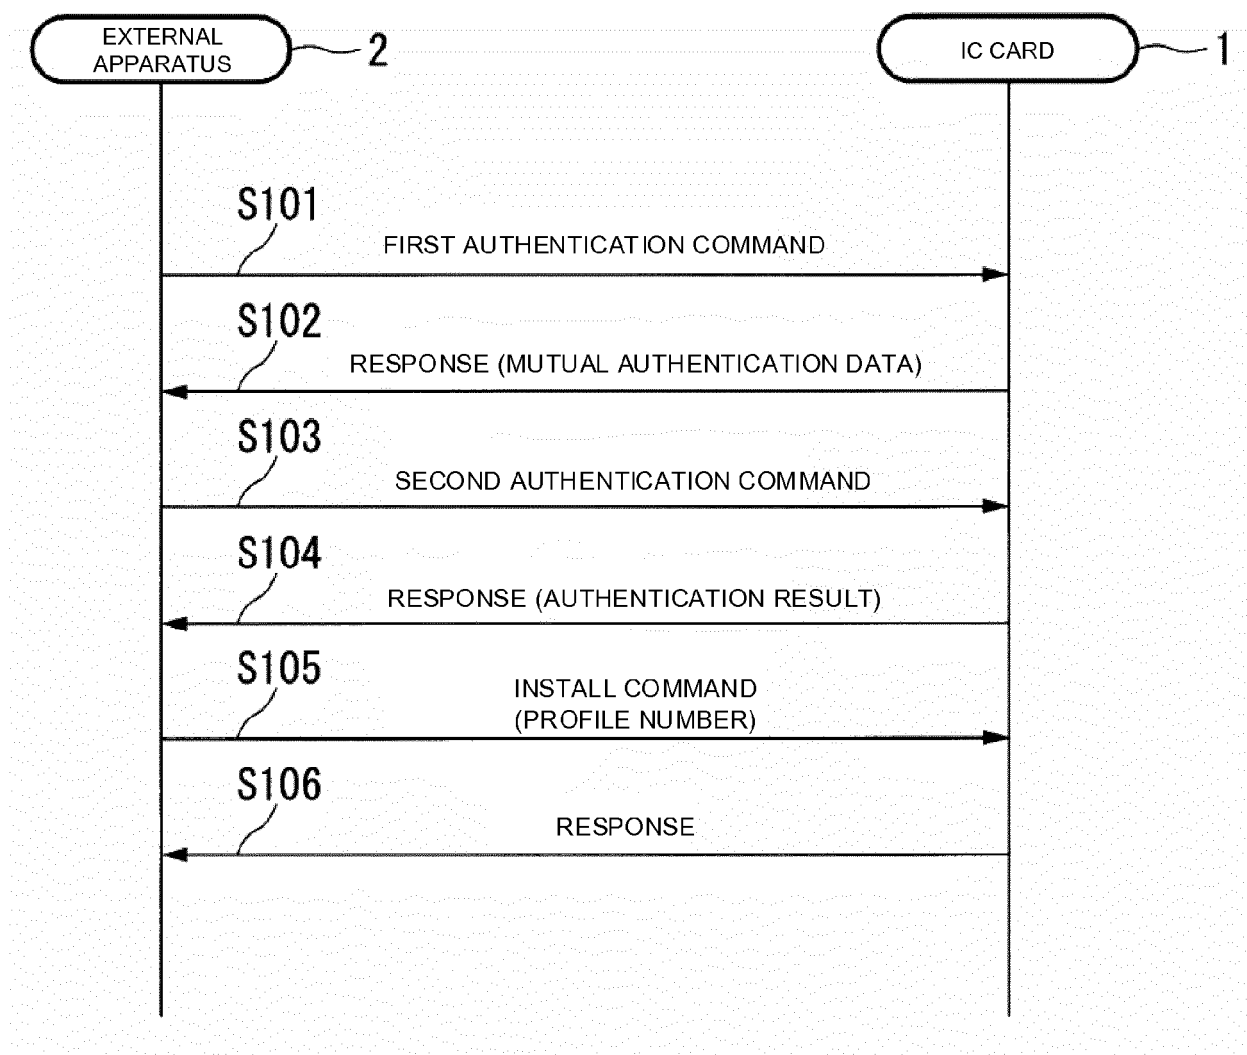 EXTERNAL
APPARATUS
2
IC CARD
1
S101
FIRST AUTHENTICATION COMMAND
S102
RESPONSE (MUTUAL AUTHENTICATION DATA)
S103
SECOND AUTHENTICATION COMMAND
S104
RESPONSE (AUTHENTICATION RESULT)
S105
INSTALL COMMAND
(PROFILE NUMBER)
S106
RESPONSE